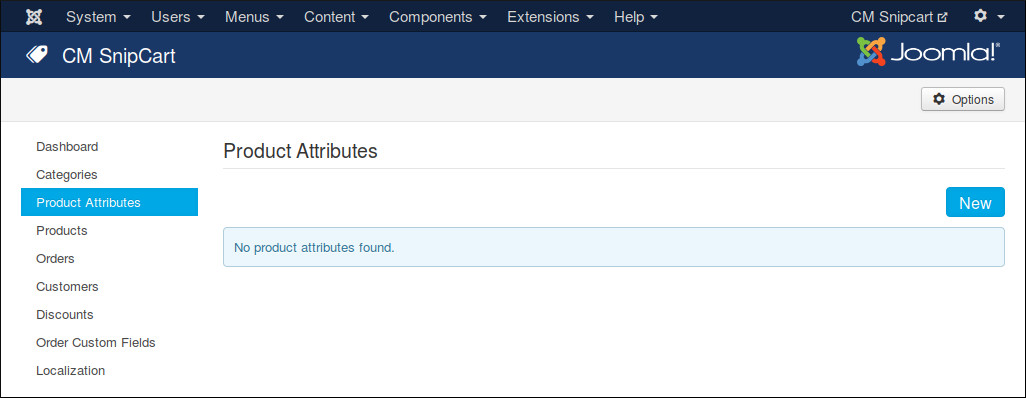 System Users Menus Content Components Extensions Help CM Snipcart
CM SnipCart Joomla!®
Options
Dashboard
Categories
Product Attributes
Products
Orders
Customers
Discounts
Order Custom Fields
Localization
Product Attributes
New
No product attributes found.